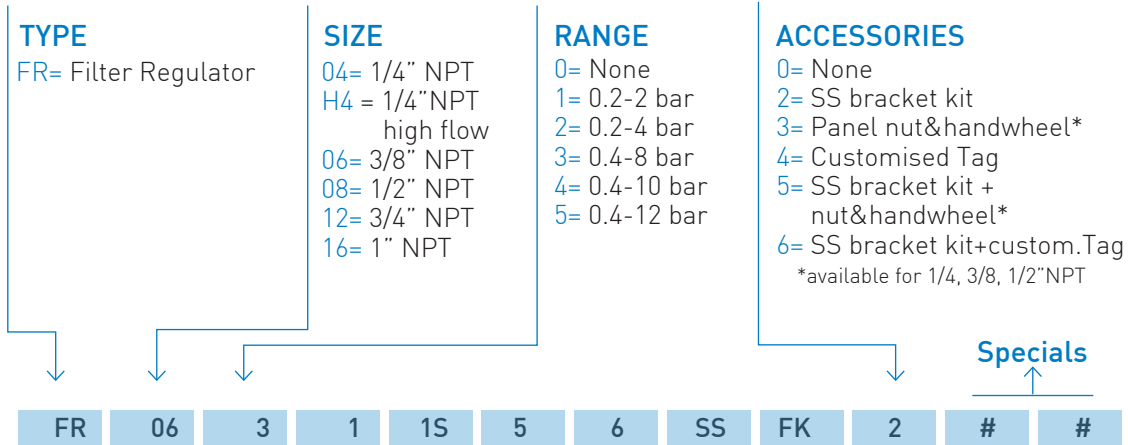 TYPE
FR= Filter Regulator
SIZE
04= 1/4” NPT
H4 = 1/4”NPT
high flow
06= 3/8” NPT
08= 1/2” NPT
12= 3/4” NPT
16= 1” NPT
RANGE
0= None
1= 0.2-2 bar
2= 0.2-4 bar
3= 0.4-8 bar
4= 0.4-10 bar
5= 0.4-12 bar
ACCESSORIES
0= None
2= SS bracket kit
3= Panel nut&handwheel*
4= Customised Tag
5= SS bracket kit +
nut&handwheel*
6= SS bracket kit+custom.Tag
*available for 1/4, 3/8, 1/2”NPT
Specials
FR 06 3 1 1S 5 6 SS FK 2 # #